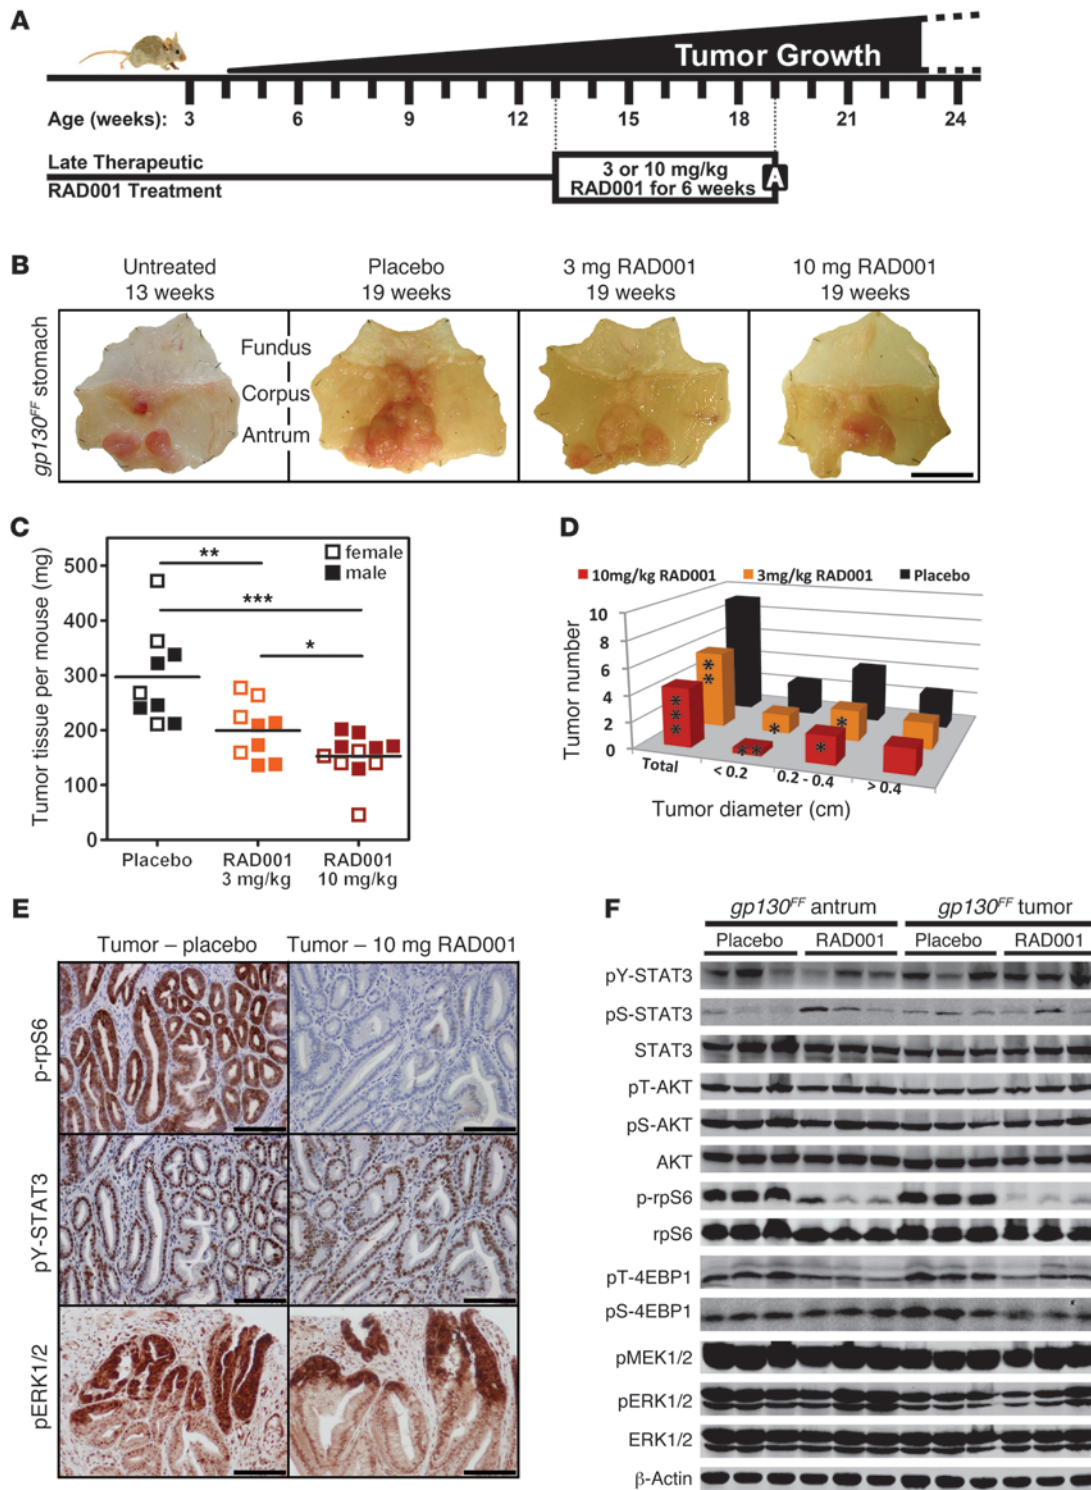 A
Tumor Growth
Age (weeks): 3 6 9 12 15 18 21 24
Late Therapeutic
RAD001 Treatment
3 or 10 mg/kg
RAD001 for 6 weeks
A
B
Untreated
13 weeks
Placebo
19 weeks
3 mg RAD001
19 weeks
10 mg RAD001
19 weeks
gp130FF stomach
Fundus
Corpus
Antrum
C
Tumor tissue per mouse (mg)
500
400
300
200
100
0
**
***
*
female
male
Placebo
RAD001
3 mg/kg
RAD001
10 mg/kg
D
10mg/kg RAD001
3mg/kg RAD001
Placebo
Tumor number
10
8
6
4
2
0
***
**
**
*
*
*
Total
< 0.2
0.2 - 0.4
> 0.4
Tumor diameter (cm)
E
Tumor – placebo
Tumor – 10 mg RAD001
p-rpS6
pY-STAT3
pERK1/2
F
gp130FF antrum
gp130FF tumor
Placebo RAD001 Placebo RAD001
pY-STAT3
pS-STAT3
STAT3
pT-AKT
pS-AKT
AKT
p-rpS6
rpS6
pT-4EBP1
pS-4EBP1
pMEK1/2
pERK1/2
ERK1/2
β-Actin